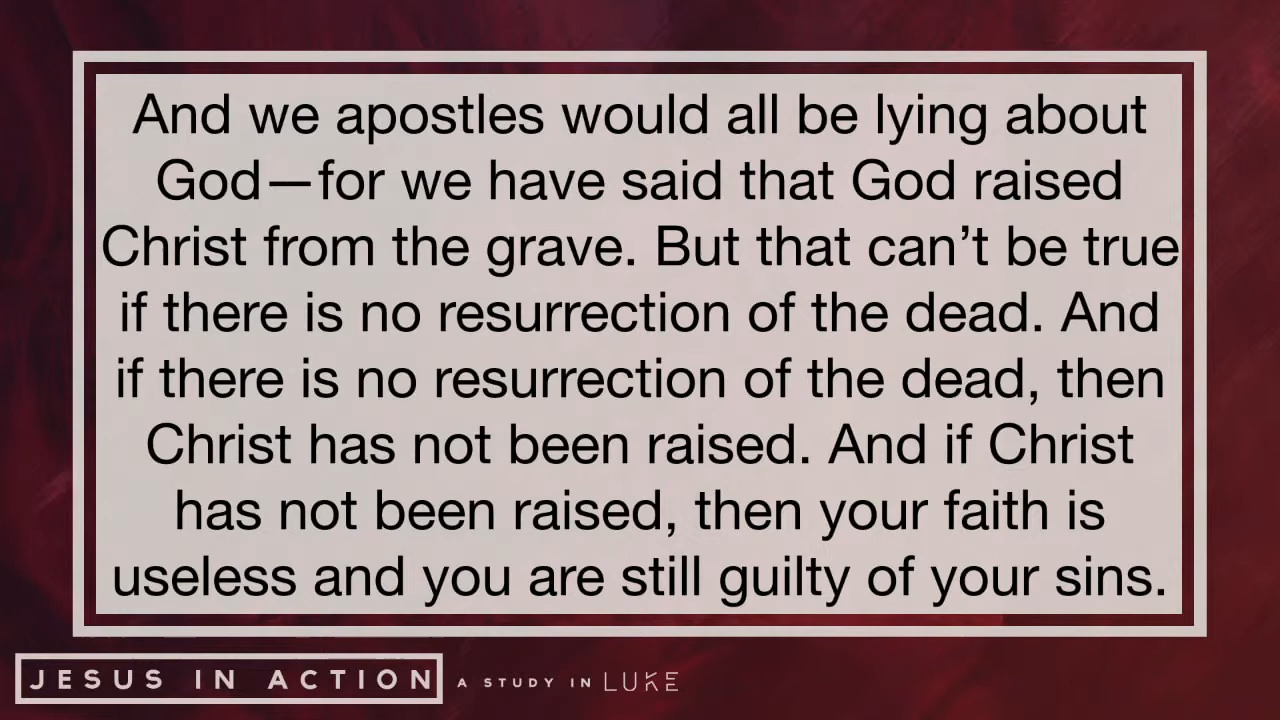 And we apostles would all be lying about
God—for we have said that God raised
Christ from the grave. But that can’t be true
if there is no resurrection of the dead. And
if there is no resurrection of the dead, then
Christ has not been raised. And if Christ
has not been raised, then your faith is
useless and you are still guilty of your sins.
JESUS IN ACTION A STUDY IN LUKE